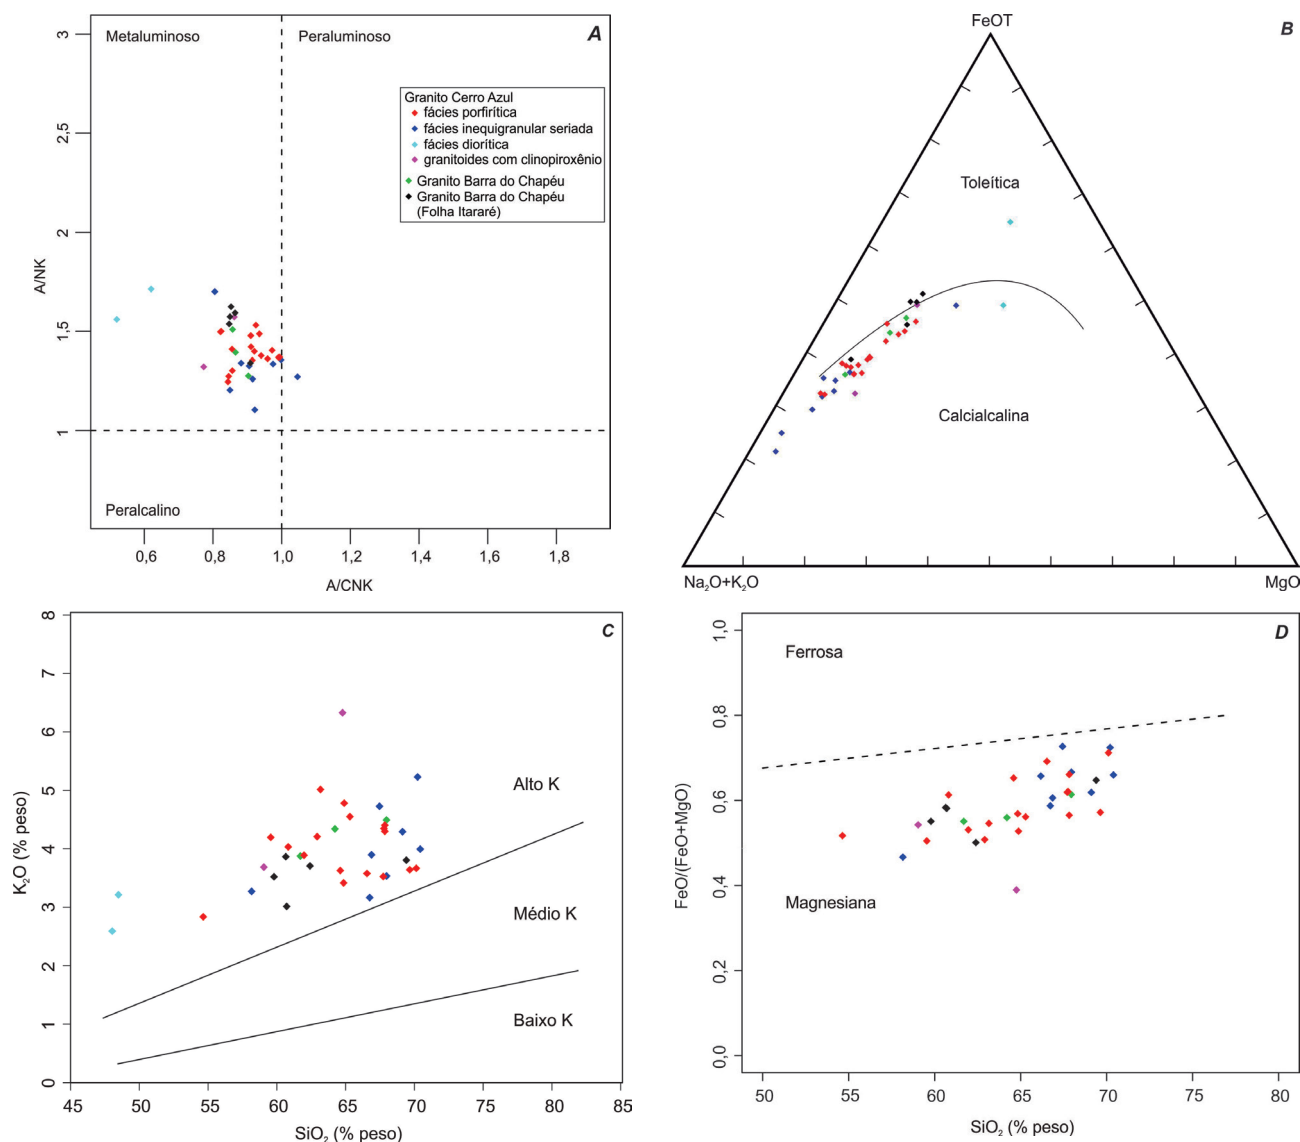 A
Metaluminoso
Peraluminoso
Granito Cerro Azul
fácies porfirítica
fácies inequigranular seriada
fácies diorítica
granitoides com clinopiroxênio
Granito Barra do Chapéu
Granito Barra do Chapéu
(Folha Itararé)
Peralcalino
A/NK
3
2,5
2
1,5
1
0,6
0,8
1,0
1,2
1,4
1,6
1,8
A/CNK
B
FeOT
Toleítica
Calcialcalina
Na₂O+K₂O
MgO
C
K₂O (% peso)
8
7
6
5
4
3
2
1
0
Alto K
Médio K
Baixo K
45
50
55
60
65
70
75
80
85
SiO₂ (% peso)
D
FeO/(FeO+MgO)
1,0
0,8
0,6
0,4
0,2
0,0
Ferrosa
Magnesiana
50
55
60
65
70
75
80
SiO₂ (% peso)